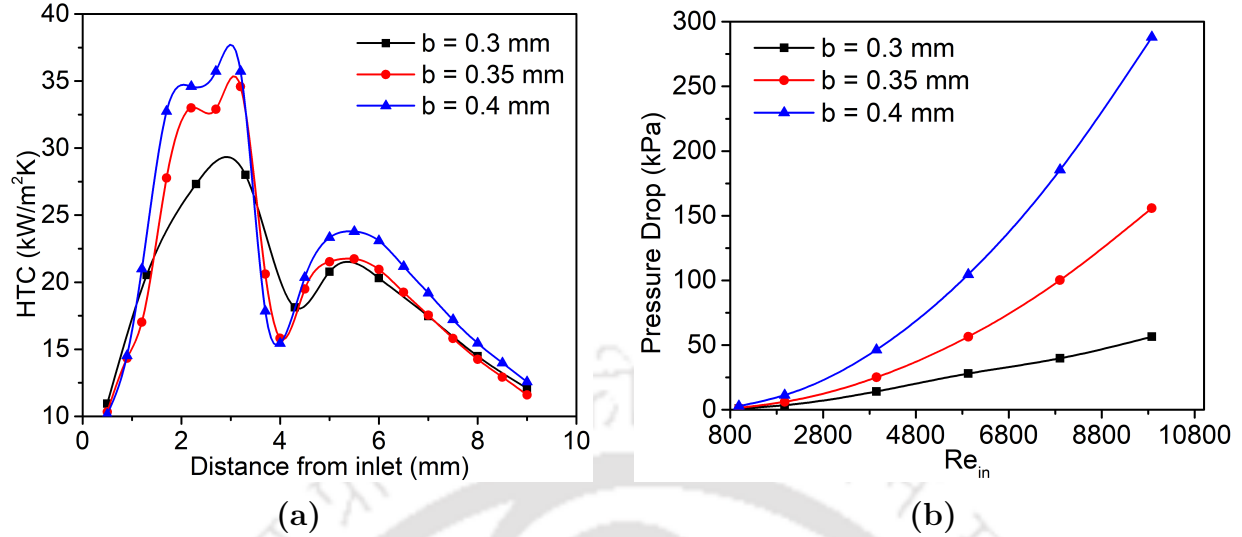 40
35
30
25
20
15
10
0 2 4 6 8 10
HTC (kW/m²K)
Distance from inlet (mm)
b = 0.3 mm
b = 0.35 mm
b = 0.4 mm
(a)
300
250
200
150
100
50
0
800 2800 4800 6800 8800 10800
Pressure Drop (kPa)
Re_in
b = 0.3 mm
b = 0.35 mm
b = 0.4 mm
(b)